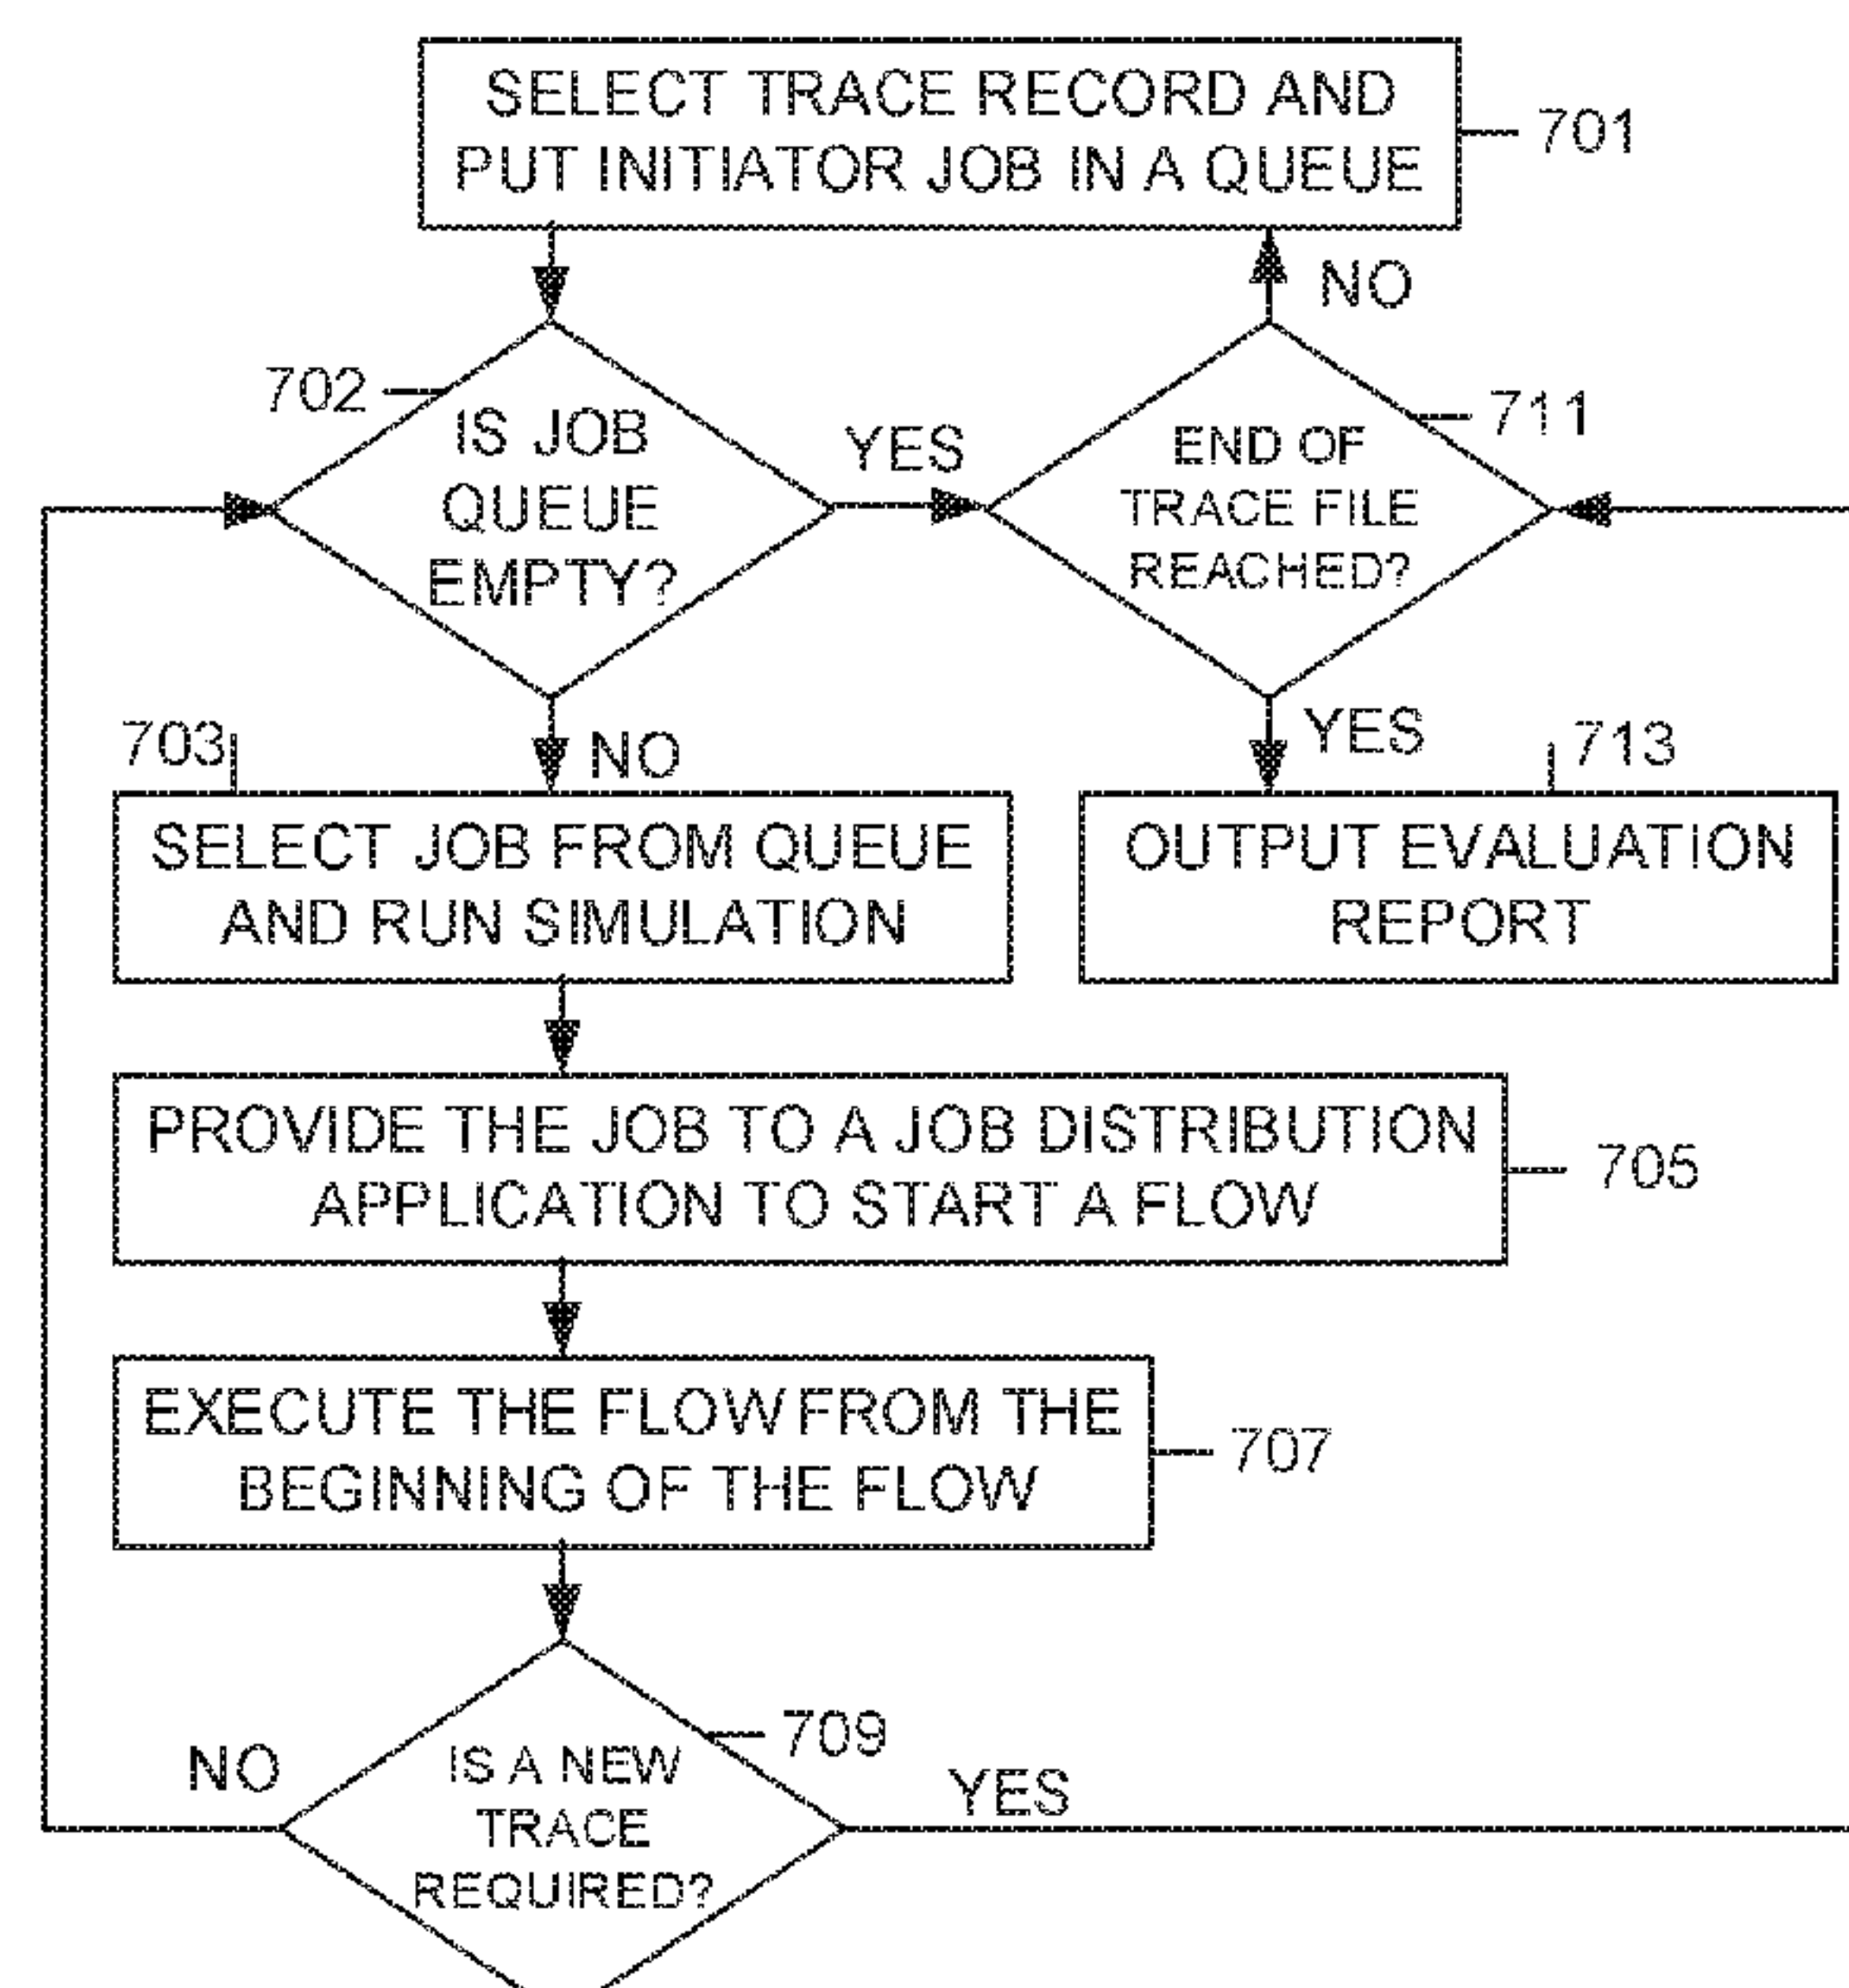 SELECT TRACE RECORD AND
PUT INITIATOR JOB IN A QUEUE
701
NO
702
IS JOB
QUEUE
EMPTY?
YES
711
END OF
TRACE FILE
REACHED?
703
NO
YES
713
SELECT JOB FROM QUEUE
AND RUN SIMULATION
OUTPUT EVALUATION
REPORT
PROVIDE THE JOB TO A JOB DISTRIBUTION
APPLICATION TO START A FLOW
705
EXECUTE THE FLOW FROM THE
BEGINNING OF THE FLOW
707
709
NO
IS A NEW
TRACE
REQUIRED?
YES